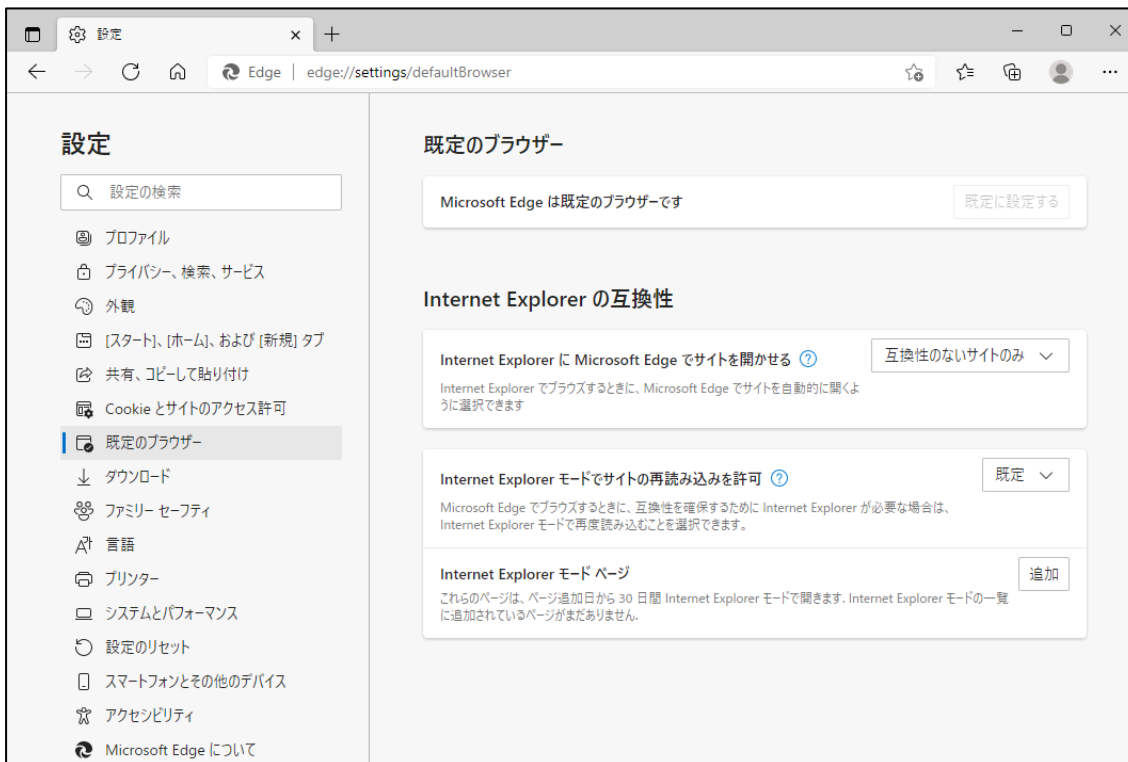 設定
Edge | edge://settings/defaultBrowser
設定
設定の検索
プロファイル
プライバシー、検索、サービス
外観
[スタート]、[ホーム]、および [新規] タブ
共有、コピーして貼り付け
Cookie とサイトのアクセス許可
既定のブラウザー
ダウンロード
ファミリー セーフティ
言語
プリンター
システムとパフォーマンス
設定のリセット
スマートフォンとその他のデバイス
アクセシビリティ
Microsoft Edge について
既定のブラウザー
Microsoft Edge は既定のブラウザーです
既定に設定する
Internet Explorer の互換性
Internet Explorer に Microsoft Edge でサイトを開かせる
互換性のないサイトのみ
Internet Explorer でブラウズするときに、Microsoft Edge でサイトを自動的に開くよ
うに選択できます
Internet Explorer モードでサイトの再読み込みを許可
既定
Microsoft Edge でブラウズするときに、互換性を確保するために Internet Explorer が必要な場合は、
Internet Explorer モードで再度読み込むことを選択できます。
Internet Explorer モード ページ
追加
これらのページは、ページ追加日から 30 日間 Internet Explorer モードで開きます. Internet Explorer モードの一覧
に追加されているページがまだありません.